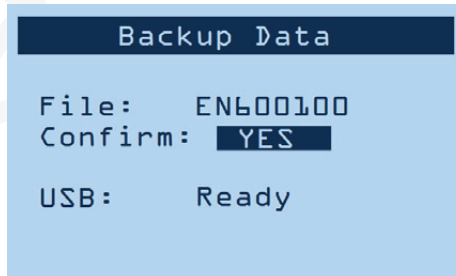 Backup Data
File: EN600100
Confirm: YES
USB: Ready